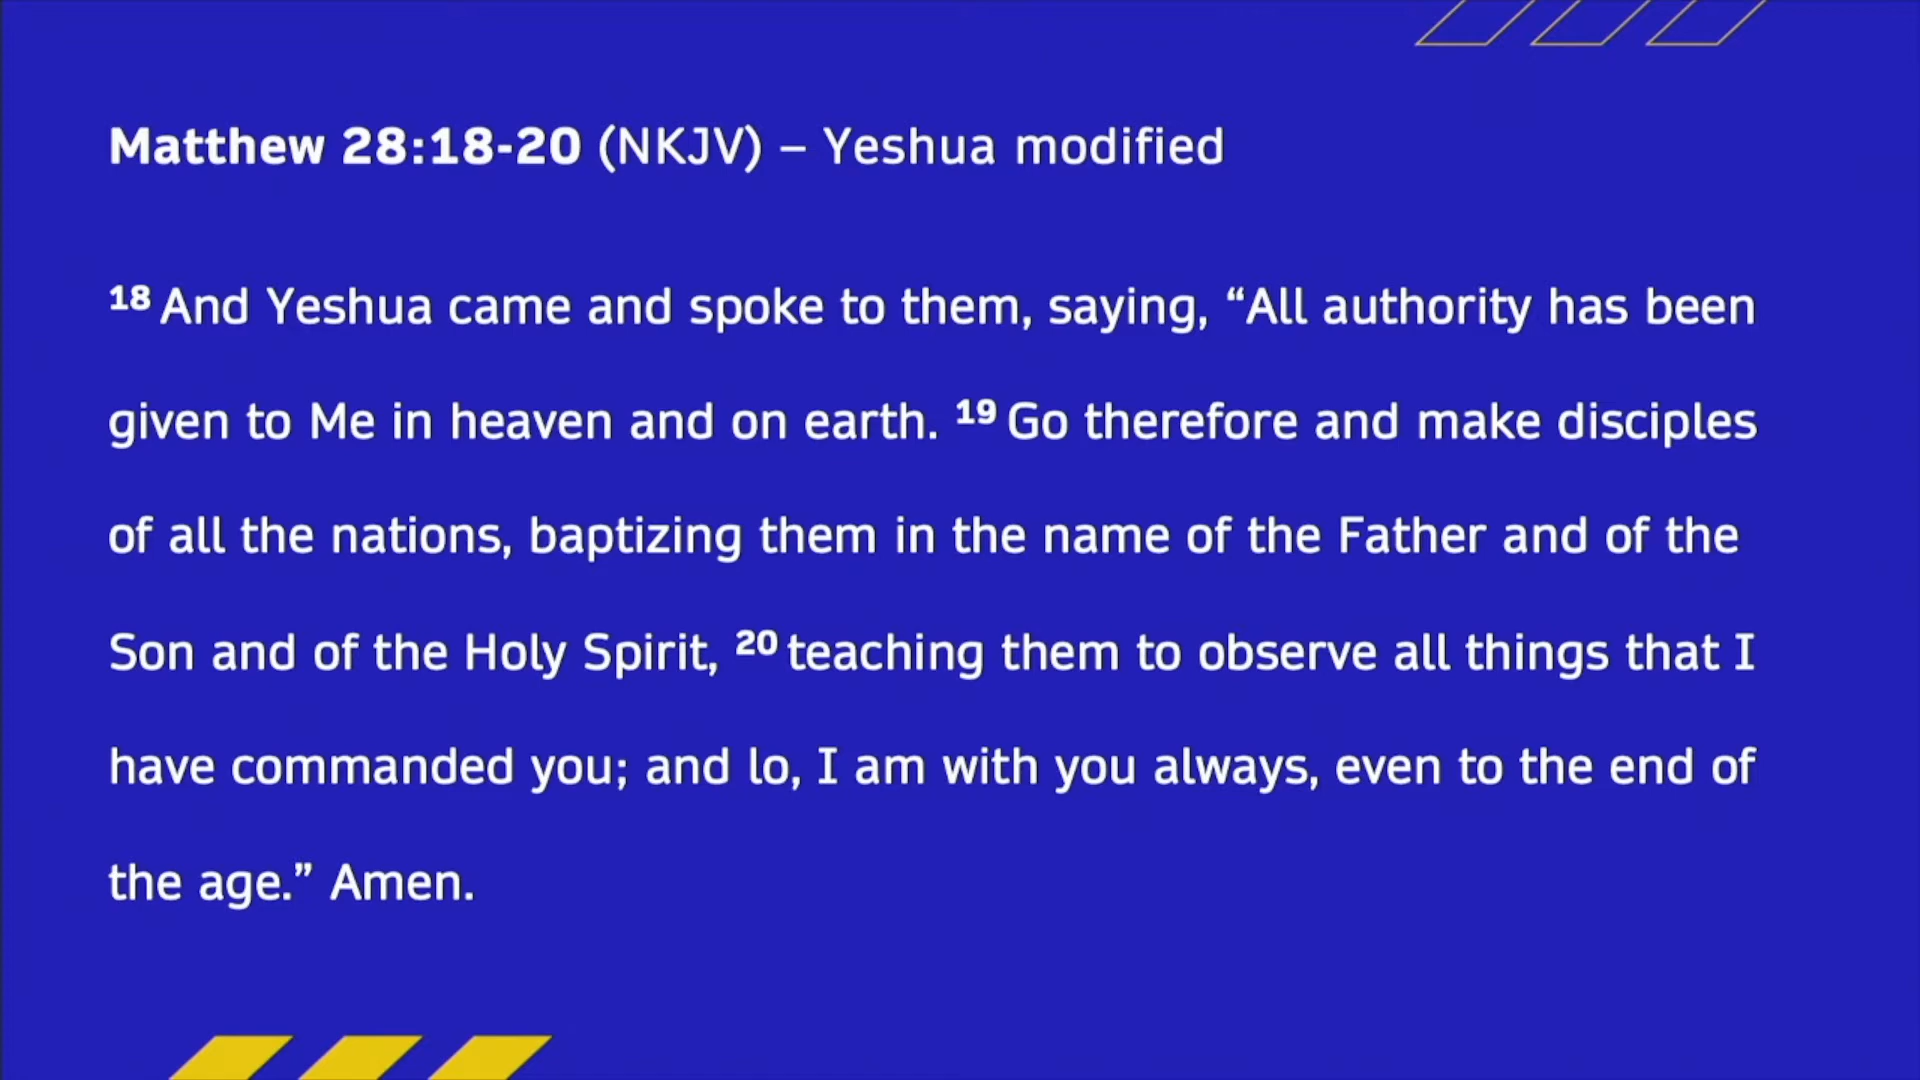 Matthew 28:18-20 (NKJV) – Yeshua modified
18 And Yeshua came and spoke to them, saying, “All authority has been
given to Me in heaven and on earth. 19 Go therefore and make disciples
of all the nations, baptizing them in the name of the Father and of the
Son and of the Holy Spirit, 20 teaching them to observe all things that I
have commanded you; and lo, I am with you always, even to the end of
the age.” Amen.